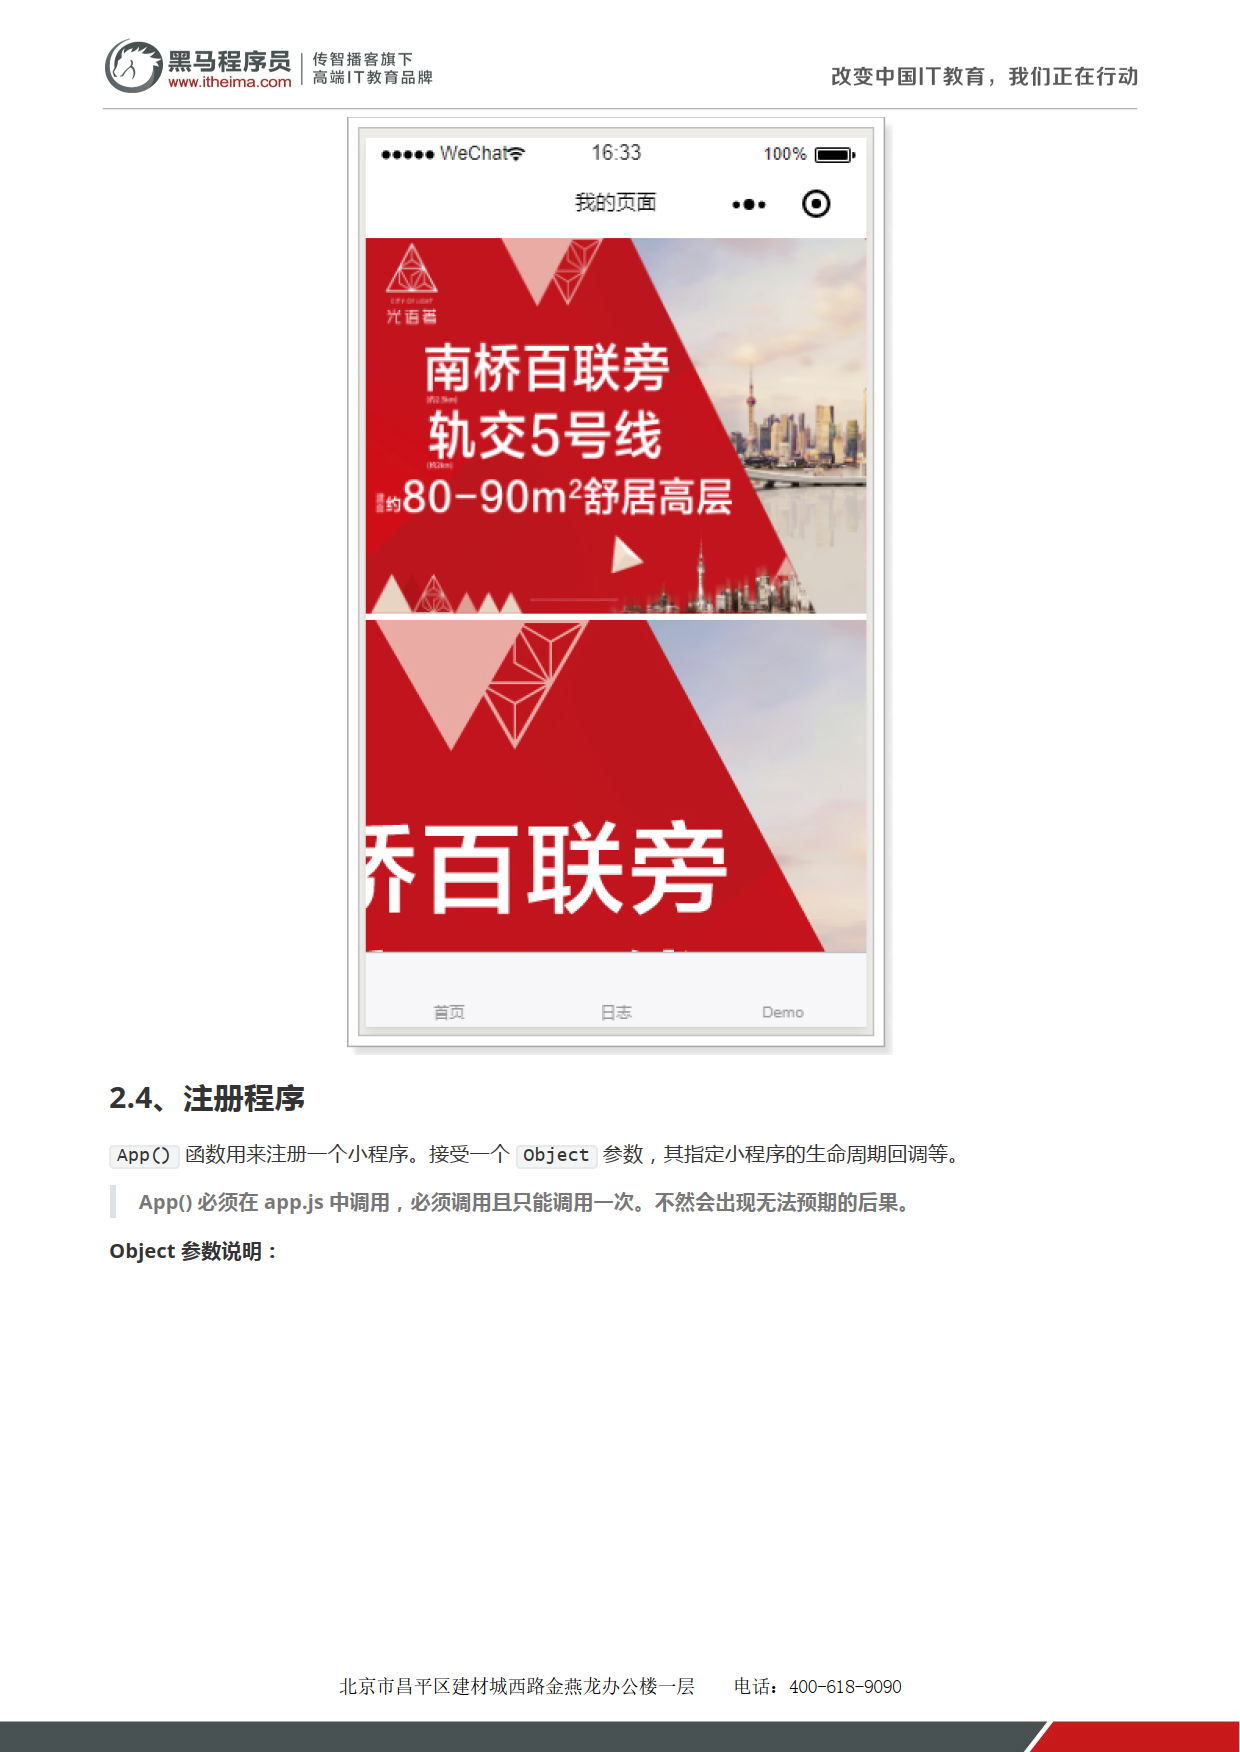 黑马程序员
www.itheima.com
传智播客旗下
高端IT教育品牌
改变中国IT教育，我们正在行动
WeChat 16:33 100%
我的页面
CITY OF LIGHT
光语著
南桥百联旁
轨交5号线
约80-90m²舒居高层
桥百联旁
首页 日志 Demo
2.4、注册程序
App() 函数用来注册一个小程序。接受一个 Object 参数，其指定小程序的生命周期回调等。
App() 必须在 app.js 中调用，必须调用且只能调用一次。不然会出现无法预期的后果。
Object 参数说明：
北京市昌平区建材城西路金燕龙办公楼一层 电话：400-618-9090